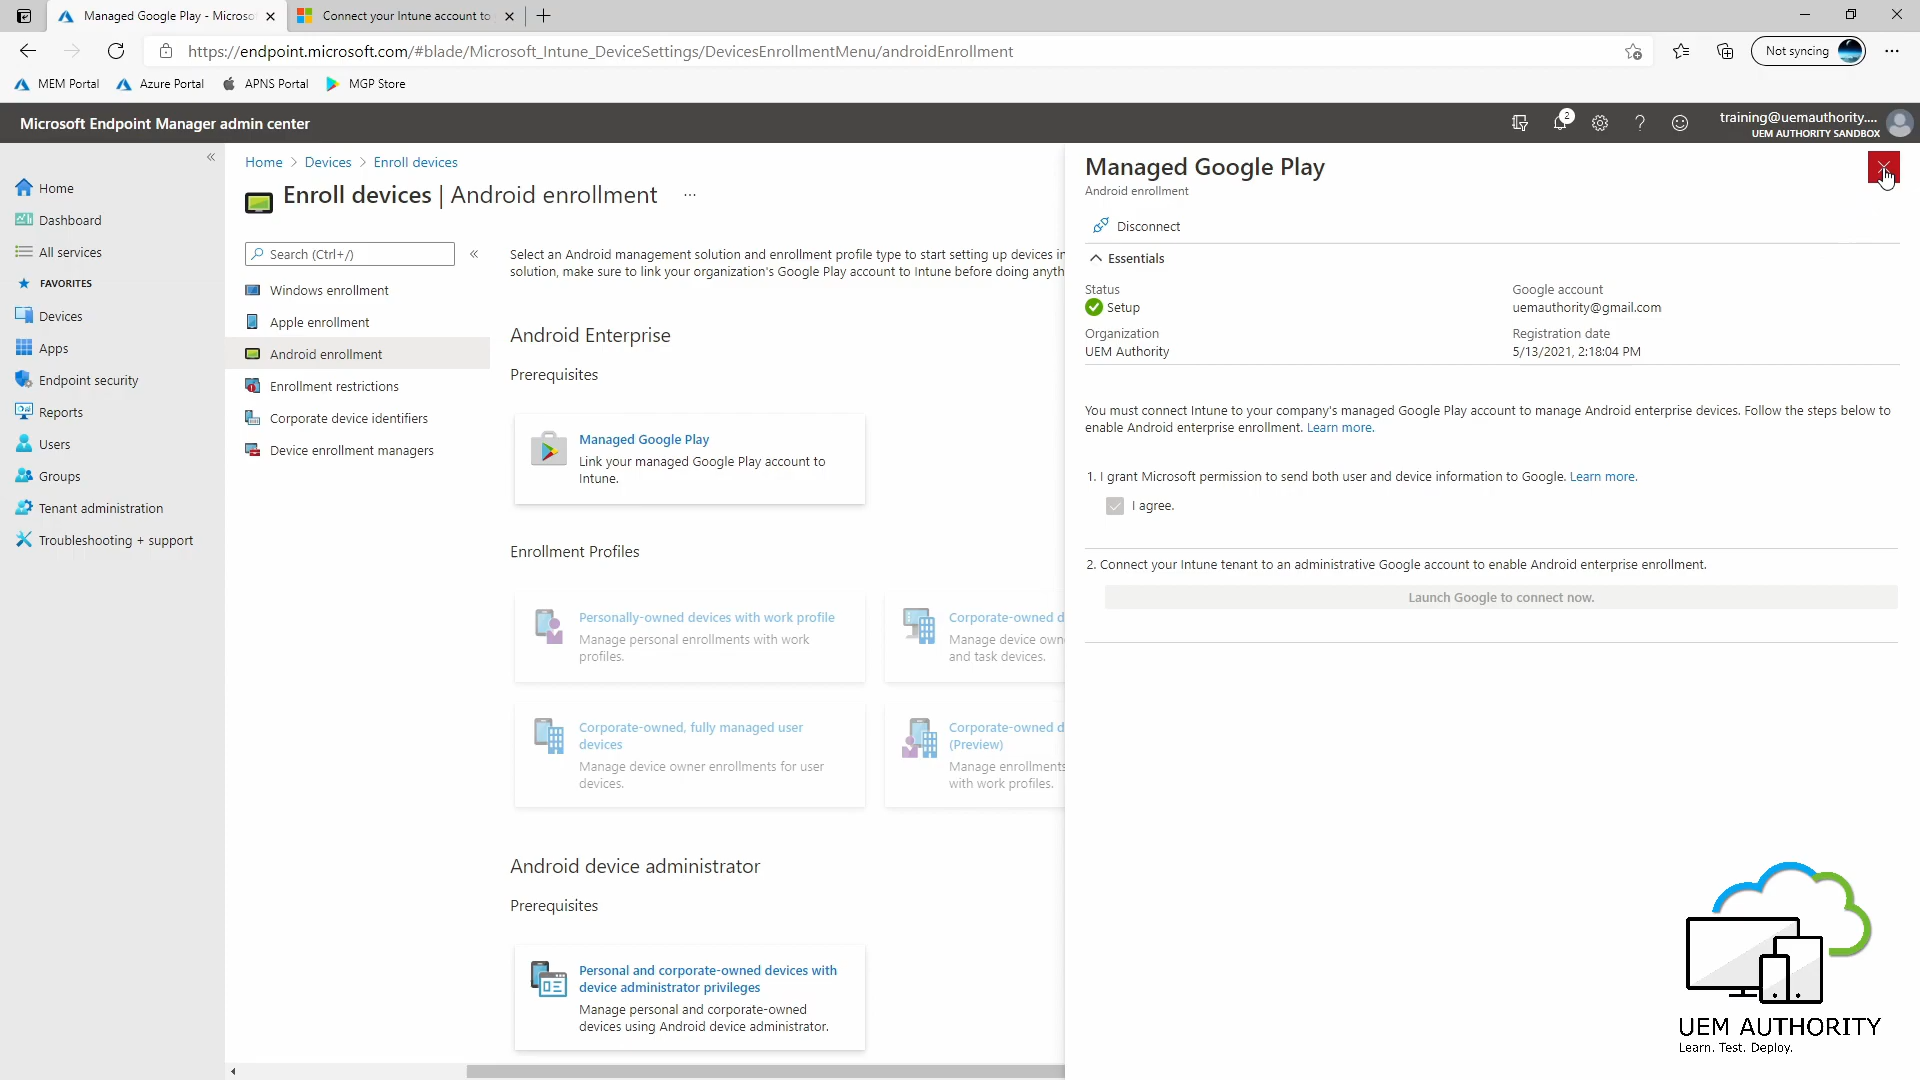 Managed Google Play - Microso
Connect your Intune account to
https://endpoint.microsoft.com/#blade/Microsoft_Intune_DeviceSettings/DevicesEnrollmentMenu/androidEnrollment
Not syncing
MEM Portal
Azure Portal
APNS Portal
MGP Store
Microsoft Endpoint Manager admin center
2
training@uemauthority....
UEM AUTHORITY SANDBOX
Home
Dashboard
All services
FAVORITES
Devices
Apps
Endpoint security
Reports
Users
Groups
Tenant administration
Troubleshooting + support
Home > Devices > Enroll devices
Enroll devices | Android enrollment ...
Search (Ctrl+/)
Windows enrollment
Apple enrollment
Android enrollment
Enrollment restrictions
Corporate device identifiers
Device enrollment managers
Select an Android management solution and enrollment profile type to start setting up devices in
solution, make sure to link your organization's Google Play account to Intune before doing anyth
Android Enterprise
Prerequisites
Managed Google Play
Link your managed Google Play account to
Intune.
Enrollment Profiles
Personally-owned devices with work profile
Manage personal enrollments with work
profiles.
Corporate-owned d
Manage device own
and task devices.
Corporate-owned, fully managed user
devices
Manage device owner enrollments for user
devices.
Corporate-owned d
(Preview)
Manage enrollments
with work profiles.
Android device administrator
Prerequisites
Personal and corporate-owned devices with
device administrator privileges
Manage personal and corporate-owned
devices using Android device administrator.
Managed Google Play
Android enrollment
Disconnect
Essentials
Status
Setup
Organization
UEM Authority
Google account
uemauthority@gmail.com
Registration date
5/13/2021, 2:18:04 PM
You must connect Intune to your company's managed Google Play account to manage Android enterprise devices. Follow the steps below to
enable Android enterprise enrollment. Learn more.
1. I grant Microsoft permission to send both user and device information to Google. Learn more.
I agree.
2. Connect your Intune tenant to an administrative Google account to enable Android enterprise enrollment.
Launch Google to connect now.
UEM AUTHORITY
Learn. Test. Deploy.